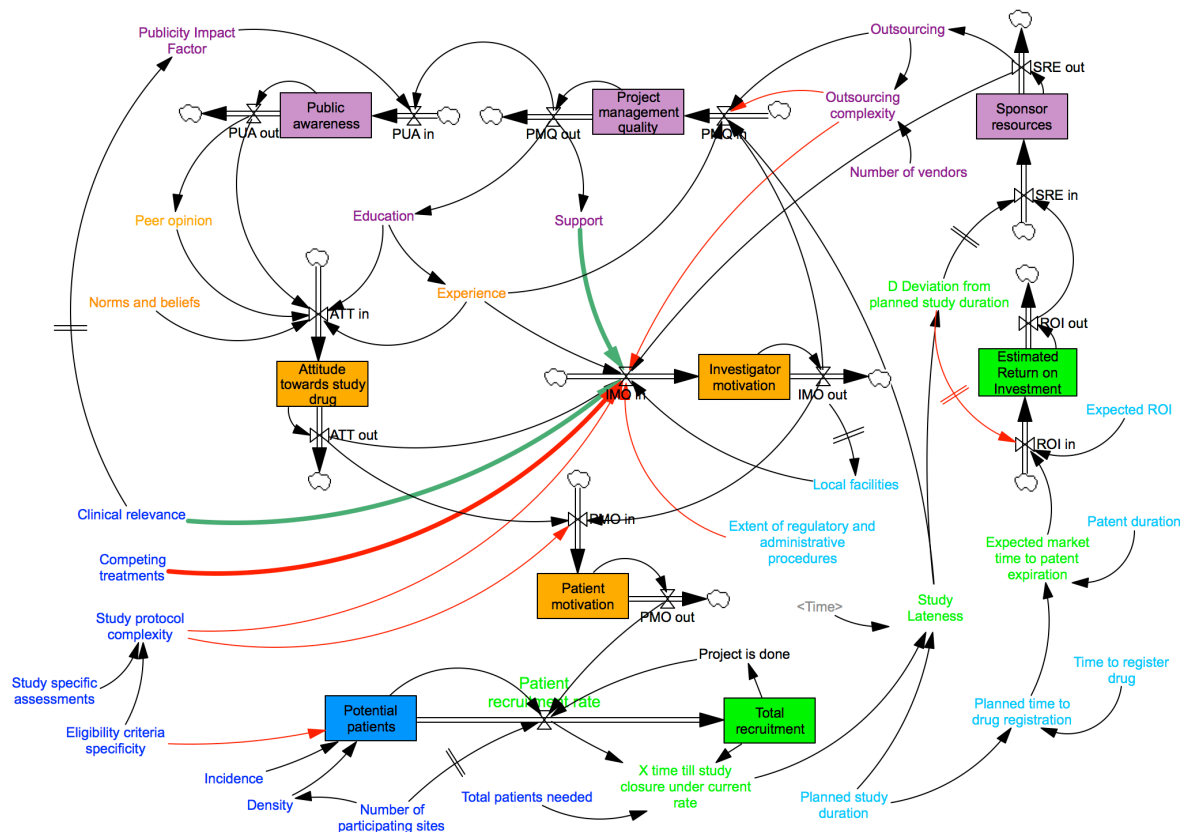 Publicity Impact
Factor
Outsourcing
SRE out
Public
awareness
Project
management
quality
Outsourcing
complexity
Sponsor
resources
PUA out
PUA in
PMQ out
PMQ in
Number of vendors
SRE in
Peer opinion
Education
Support
D Deviation from
planned study duration
Norms and beliefs
Experience
ATT in
ROI out
Attitude
towards study
drug
Investigator
motivation
Estimated
Return on
Investment
IMO in
IMO out
Expected ROI
ATT out
ROI in
Local facilities
Clinical relevance
PMO in
Extent of regulatory and
administrative
procedures
Patent duration
Competing
treatments
Expected market
time to patent
expiration
Patient
motivation
<Time>
Study
Lateness
PMO out
Study protocol
complexity
Project is done
Time to register
drug
Study specific
assessments
Patient
recruitment rate
Potential
patients
Total
recruitment
Planned time to
drug registration
Eligibility criteria
specificity
Incidence
X time till study
closure under current
rate
Density
Number of
participating sites
Total patients needed
Planned study
duration